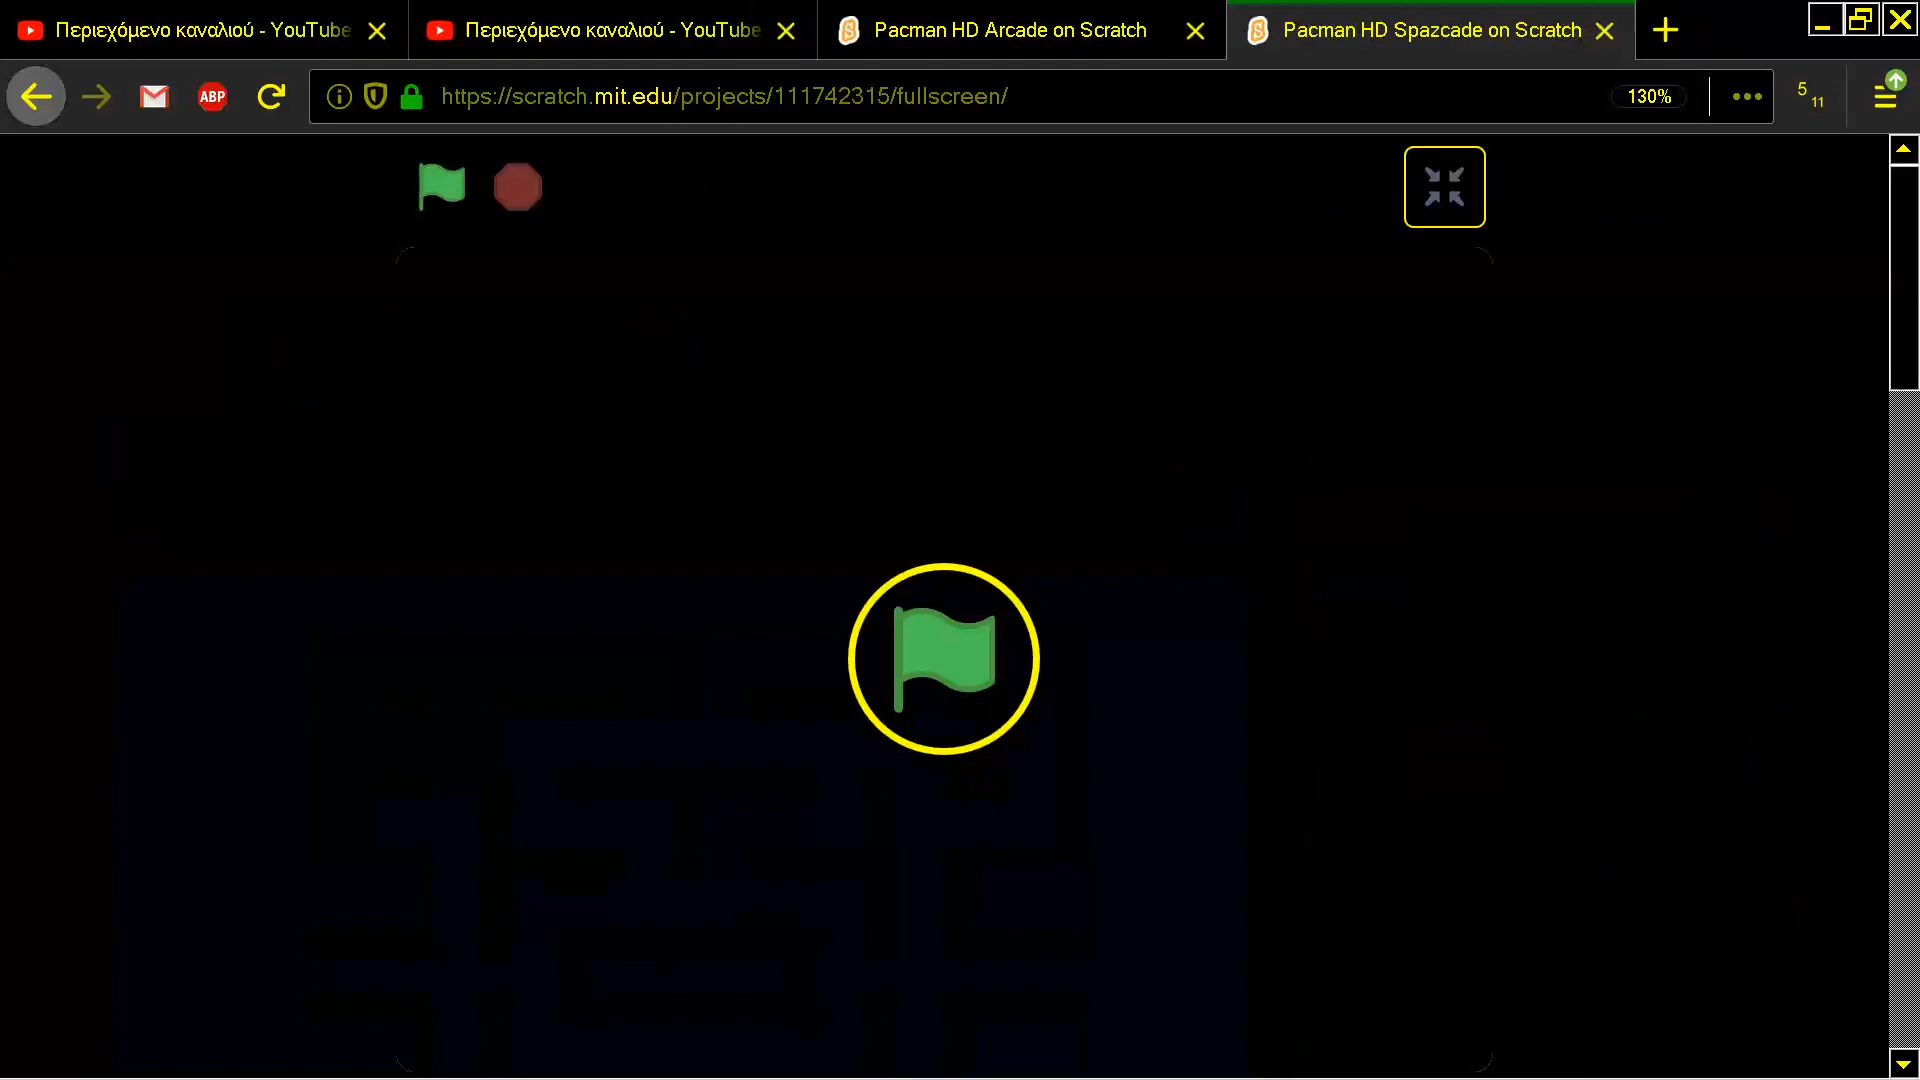 Περιεχόμενο καναλιού - YouTube
Περιεχόμενο καναλιού - YouTube
Pacman HD Arcade on Scratch
Pacman HD Spazcade on Scratch
ABP
https://scratch.mit.edu/projects/111742315/fullscreen/
130%
5
11